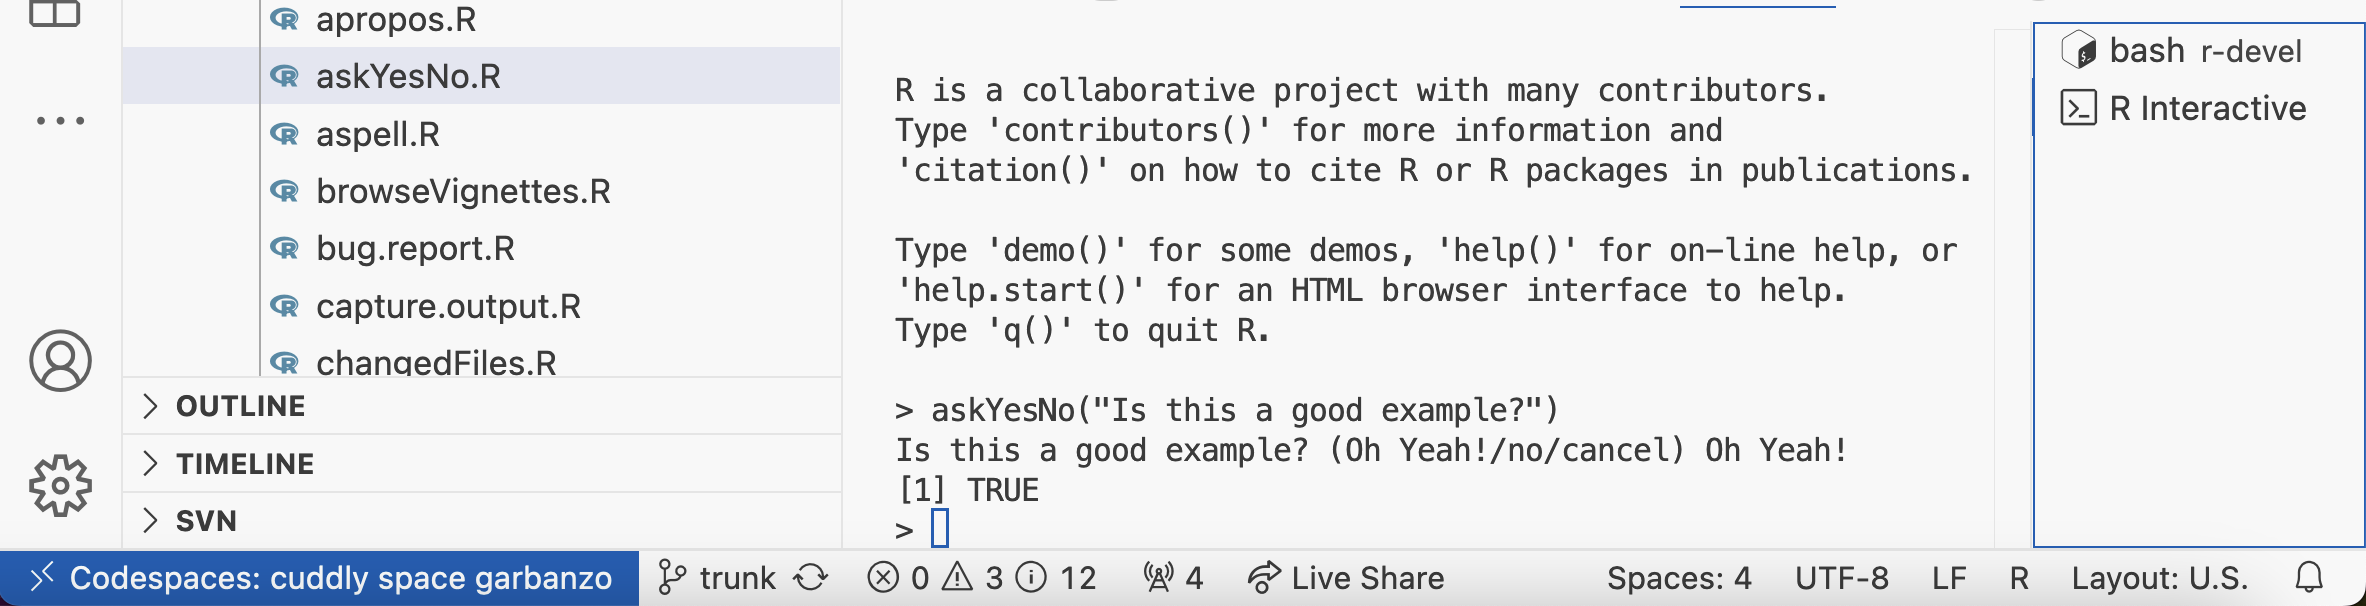 apropos.R
askYesNo.R
aspell.R
browseVignettes.R
bug.report.R
capture.output.R
changedFiles.R
OUTLINE
TIMELINE
SVN
R is a collaborative project with many contributors.
Type 'contributors()' for more information and
'citation()' on how to cite R or R packages in publications.
Type 'demo()' for some demos, 'help()' for on-line help, or
'help.start()' for an HTML browser interface to help.
Type 'q()' to quit R.
> askYesNo("Is this a good example?")
Is this a good example? (Oh Yeah!/no/cancel) Oh Yeah!
[1] TRUE
>
bash r-devel
R Interactive
Codespaces: cuddly space garbanzo trunk 0 3 12 4 Live Share Spaces: 4 UTF-8 LF R Layout: U.S.